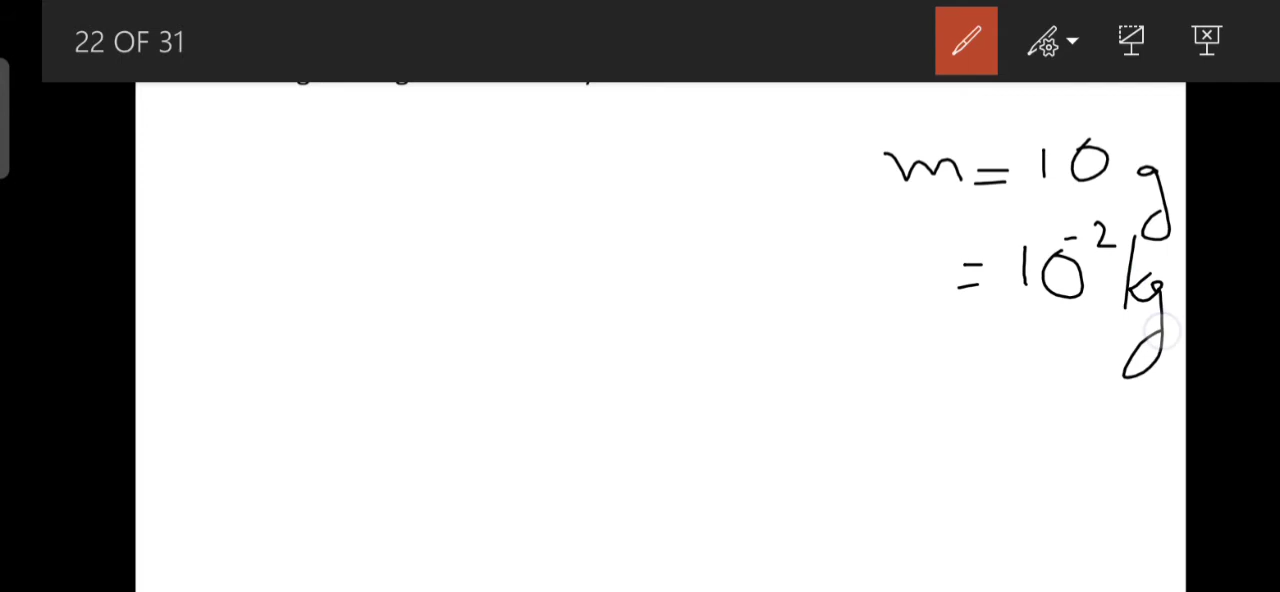 22 OF 31
m = 10 g
= 10⁻² kg